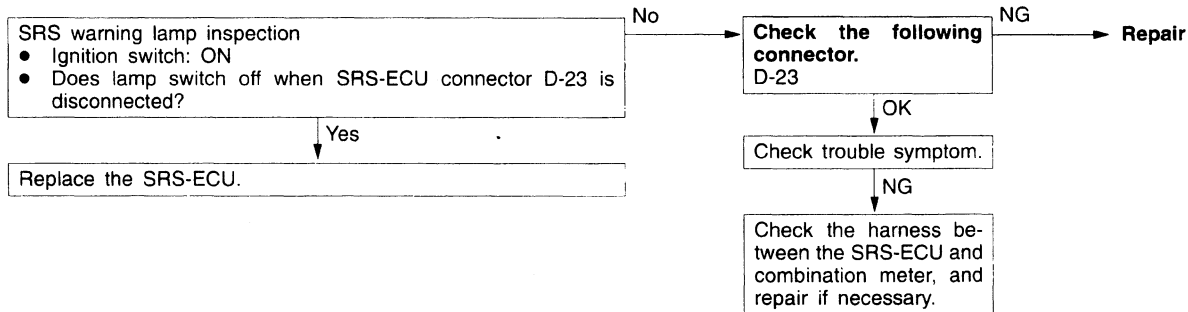 SRS warning lamp inspection
● Ignition switch: ON
● Does lamp switch off when SRS-ECU connector D-23 is
disconnected?
No
Check the following
connector.
D-23
NG
Repair
Yes
Replace the SRS-ECU.
OK
Check trouble symptom.
NG
Check the harness be-
tween the SRS-ECU and
combination meter, and
repair if necessary.